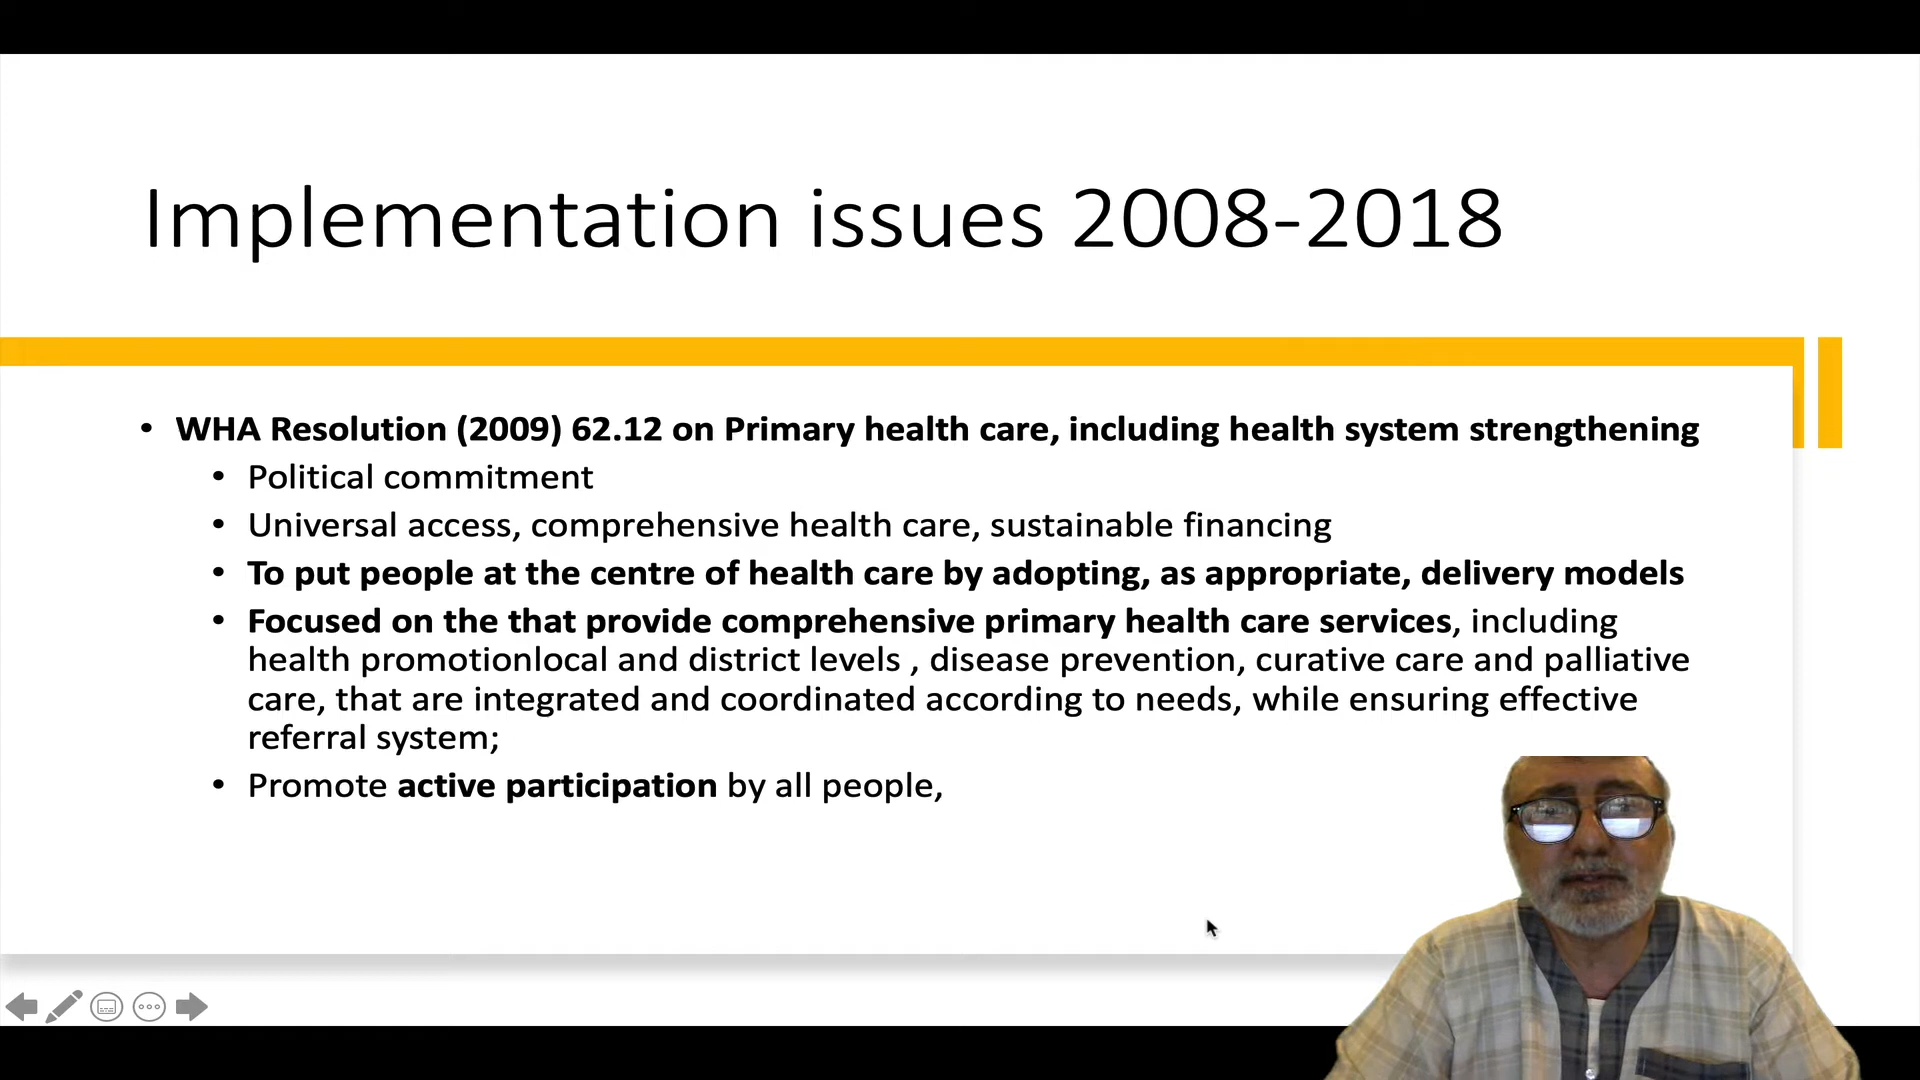 Implementation issues 2008-2018
• WHA Resolution (2009) 62.12 on Primary health care, including health system strengthening
• Political commitment
• Universal access, comprehensive health care, sustainable financing
• To put people at the centre of health care by adopting, as appropriate, delivery models
• Focused on the that provide comprehensive primary health care services, including
health promotionlocal and district levels , disease prevention, curative care and palliative
care, that are integrated and coordinated according to needs, while ensuring effective
referral system;
• Promote active participation by all people,